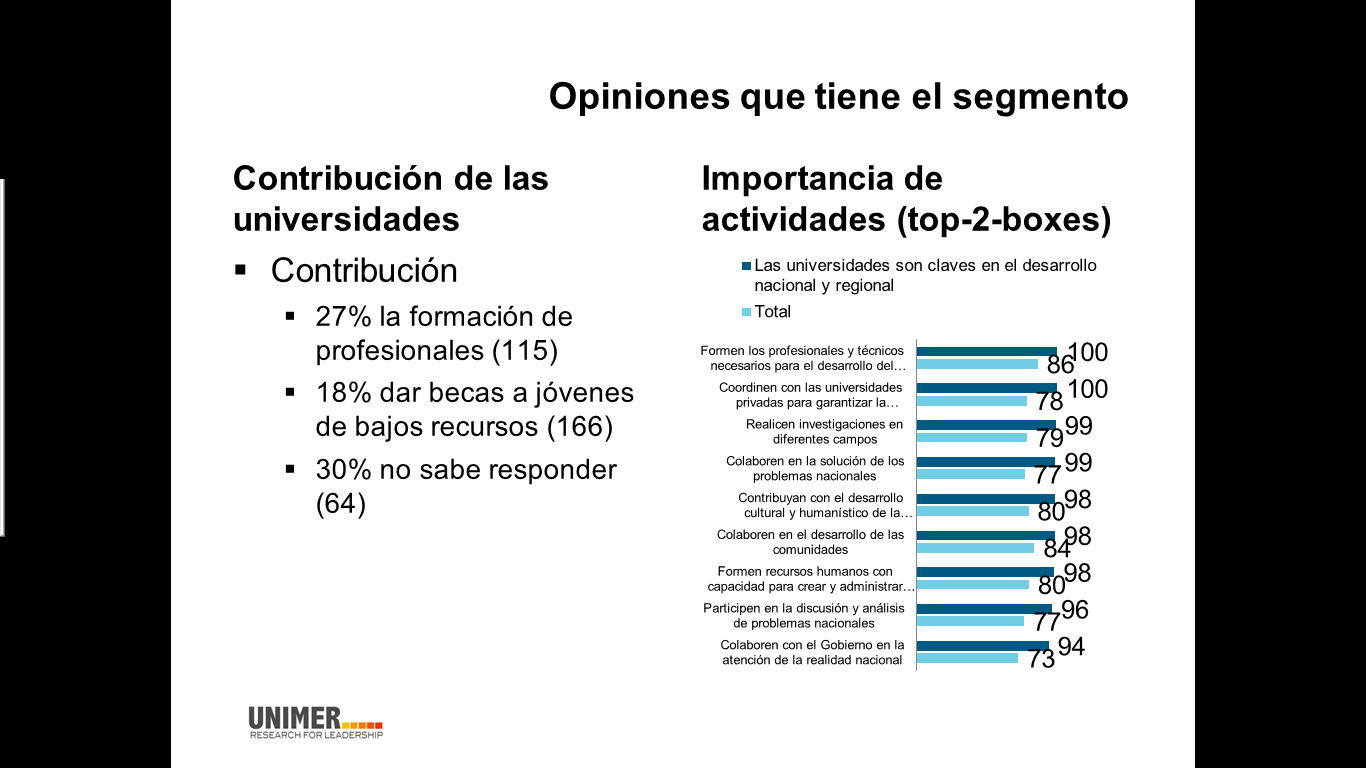 Opiniones que tiene el segmento
Contribución de las
universidades
▪ Contribución
▪ 27% la formación de
profesionales (115)
▪ 18% dar becas a jóvenes
de bajos recursos (166)
▪ 30% no sabe responder
(64)
Importancia de
actividades (top-2-boxes)
Las universidades son claves en el desarrollo
nacional y regional
Total
Formen los profesionales y técnicos
necesarios para el desarrollo del…
100
86
Coordinen con las universidades
privadas para garantizar la…
100
78
Realicen investigaciones en
diferentes campos
99
79
Colaboren en la solución de los
problemas nacionales
99
77
Contribuyan con el desarrollo
cultural y humanístico de la…
98
80
Colaboren en el desarrollo de las
comunidades
98
84
Formen recursos humanos con
capacidad para crear y administrar…
98
80
Participen en la discusión y análisis
de problemas nacionales
96
77
Colaboren con el Gobierno en la
atención de la realidad nacional
94
73
UNIMER
RESEARCH FOR LEADERSHIP